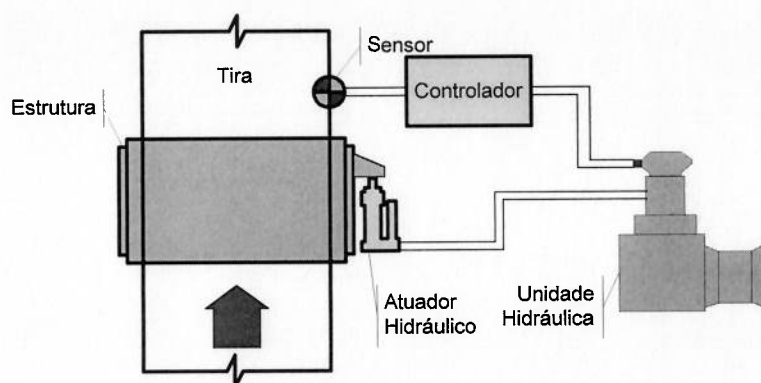 Sensor
Tira
Controlador
Estrutura
Atuador
Hidráulico
Unidade
Hidráulica